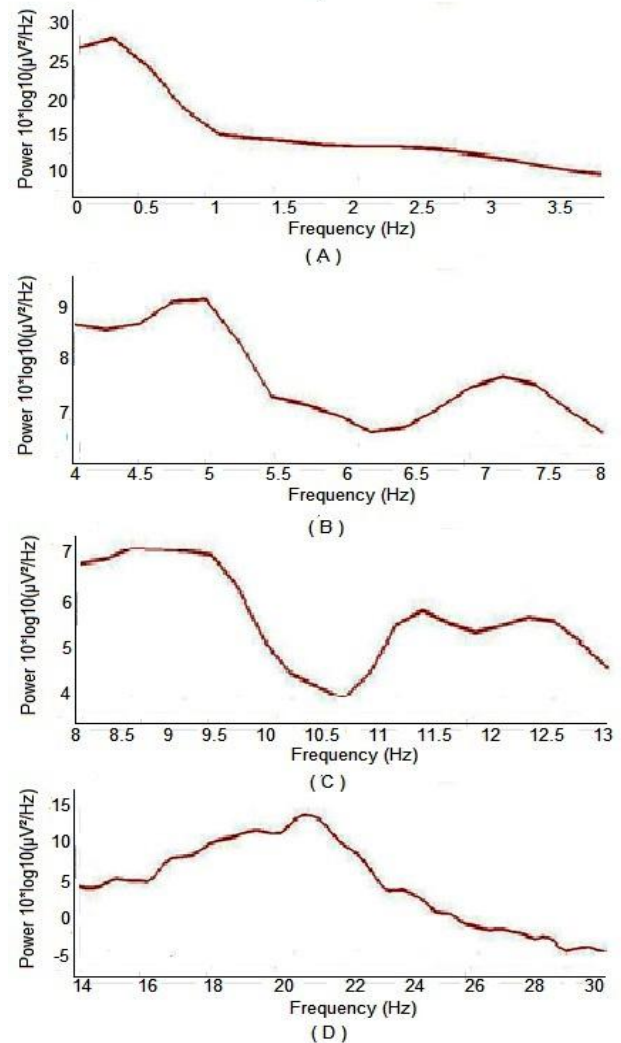 Power 10*log10(µV²/Hz)
30
25
20
15
10
0 0.5 1 1.5 2 2.5 3 3.5
Frequency (Hz)
( A )
Power 10*log10(µV²/Hz)
9
8
7
4 4.5 5 5.5 6 6.5 7 7.5 8
Frequency (Hz)
( B )
Power 10*log10(µV²/Hz)
7
6
5
4
8 8.5 9 9.5 10 10.5 11 11.5 12 12.5 13
Frequency (Hz)
( C )
Power 10*log10(µV²/Hz)
15
10
5
0
-5
14 16 18 20 22 24 26 28 30
Frequency (Hz)
( D )